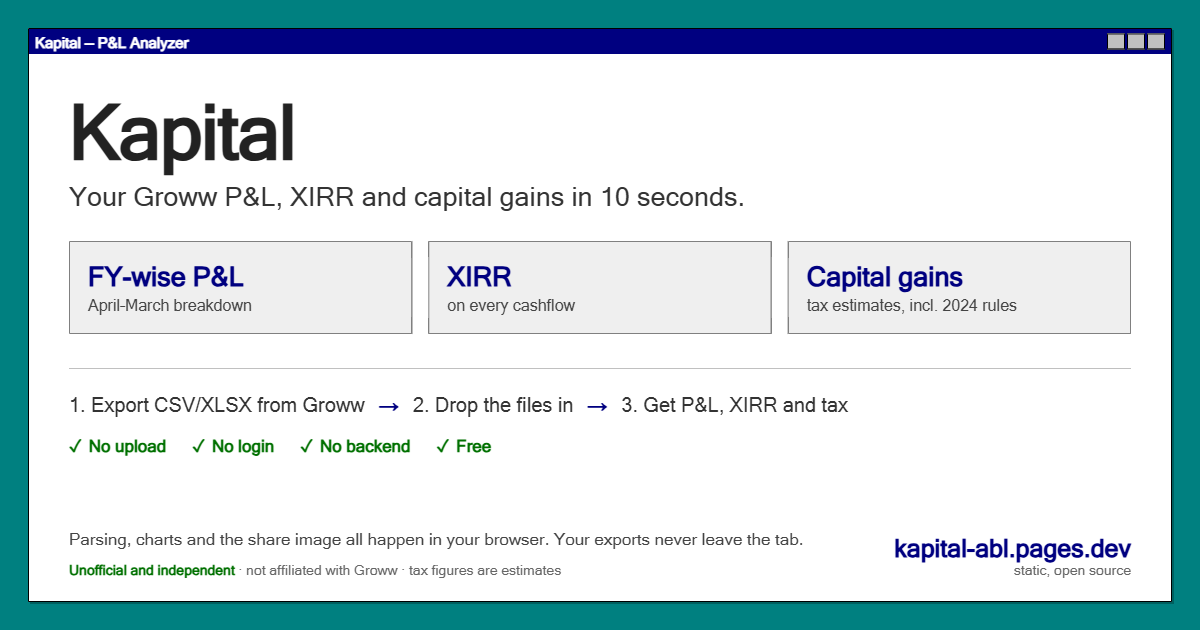 Kapital – P&L Analyzer
Kapital
Your Groww P&L, XIRR and capital gains in 10 seconds.
FY-wise P&L
April-March breakdown
XIRR
on every cashflow
Capital gains
tax estimates, incl. 2024 rules
1. Export CSV/XLSX from Groww → 2. Drop the files in → 3. Get P&L, XIRR and tax
✓ No upload ✓ No login ✓ No backend ✓ Free
Parsing, charts and the share image all happen in your browser. Your exports never leave the tab.
Unofficial and independent · not affiliated with Groww · tax figures are estimates
kapital-abl.pages.dev
static, open source